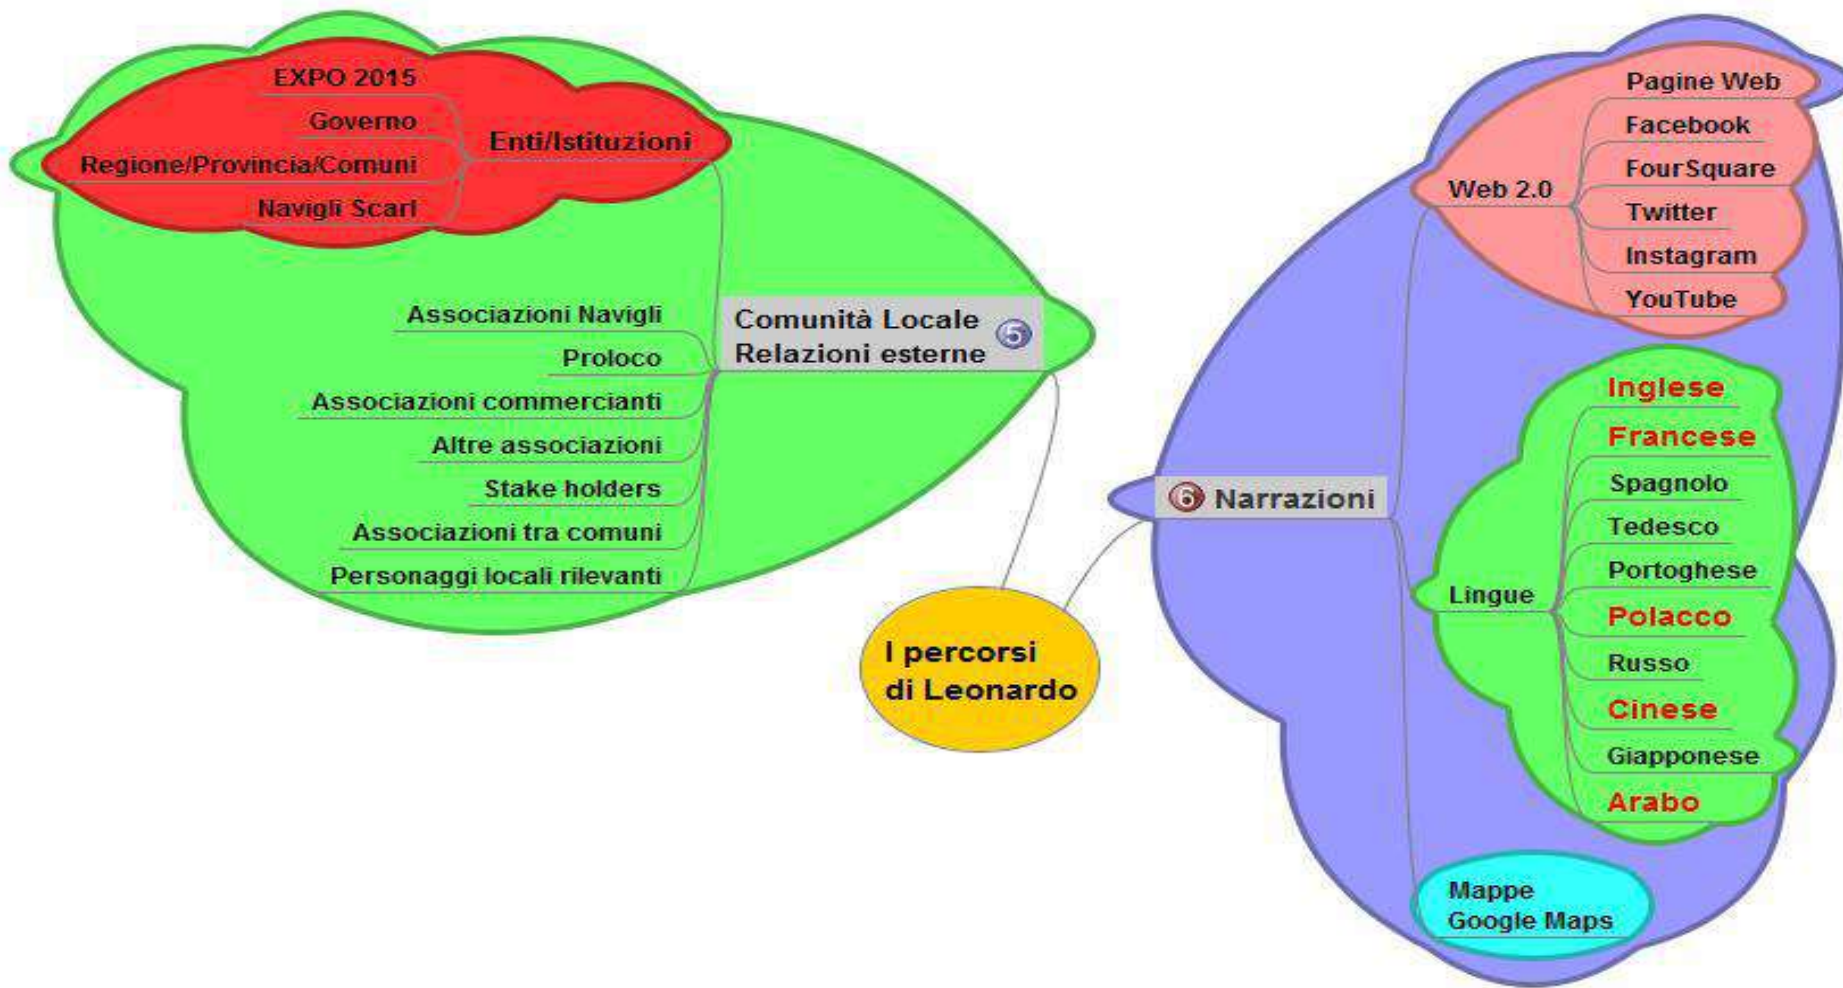 EXPO 2015
Governo
Regione/Provincia/Comuni
Navigli Scarl
Enti/Istituzioni
Associazioni Navigli
Proloco
Associazioni commercianti
Altre associazioni
Stake holders
Associazioni tra comuni
Personaggi locali rilevanti
Comunità Locale
Relazioni esterne
5
I percorsi
di Leonardo
6 Narrazioni
Web 2.0
Pagine Web
Facebook
FourSquare
Twitter
Instagram
YouTube
Lingue
Inglese
Francese
Spagnolo
Tedesco
Portoghese
Polacco
Russo
Cinese
Giapponese
Arabo
Mappe
Google Maps